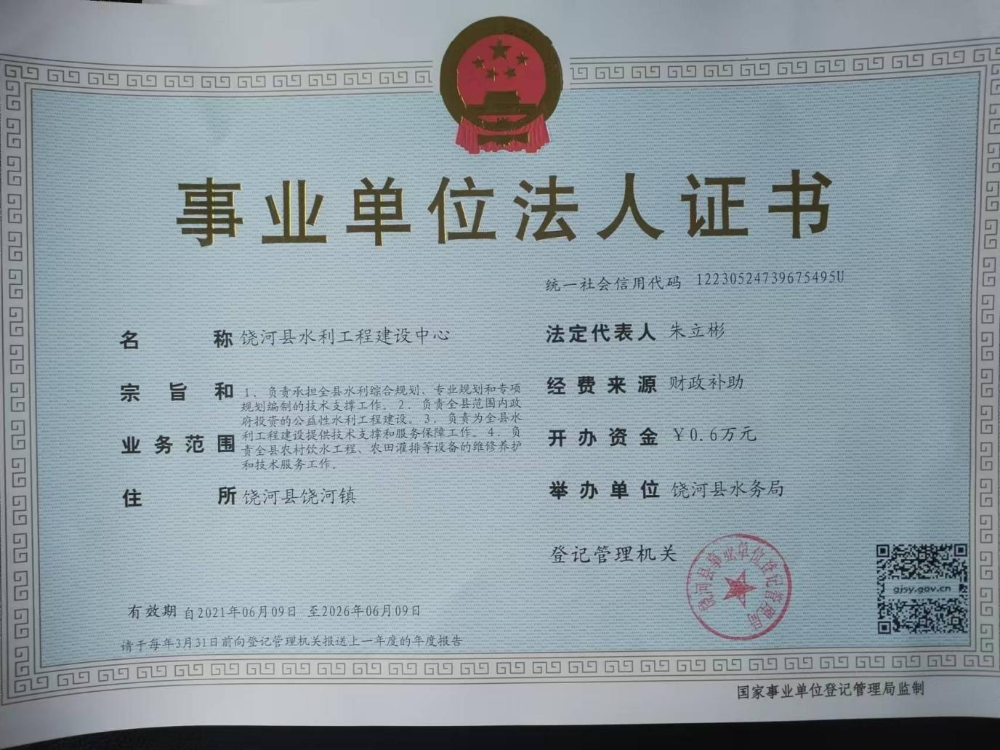 事业单位法人证书
统一社会信用代码 12230524739675495U
名称 饶河县水利工程建设中心
法定代表人 朱立彬
宗旨和业务范围
1．负责承担全县水利综合规划、专业规划和专项
规划编制的技术支撑工作。2．负责全县范围内政
府投资的公益性水利工程建设。3．负责为全县水
利工程建设提供技术支撑和服务保障工作。4．负
责全县农村饮水工程、农田灌排等设备的维修养护
和技术服务工作。
经费来源 财政补助
开办资金 ￥0.6万元
住所 饶河县饶河镇
举办单位 饶河县水务局
登记管理机关
饶河县事业单位登记管理局
gjsy.gov.cn
有效期 自2021年06月09日 至2026年06月09日
请于每年3月31日前向登记管理机关报送上一年度的年度报告
国家事业单位登记管理局监制